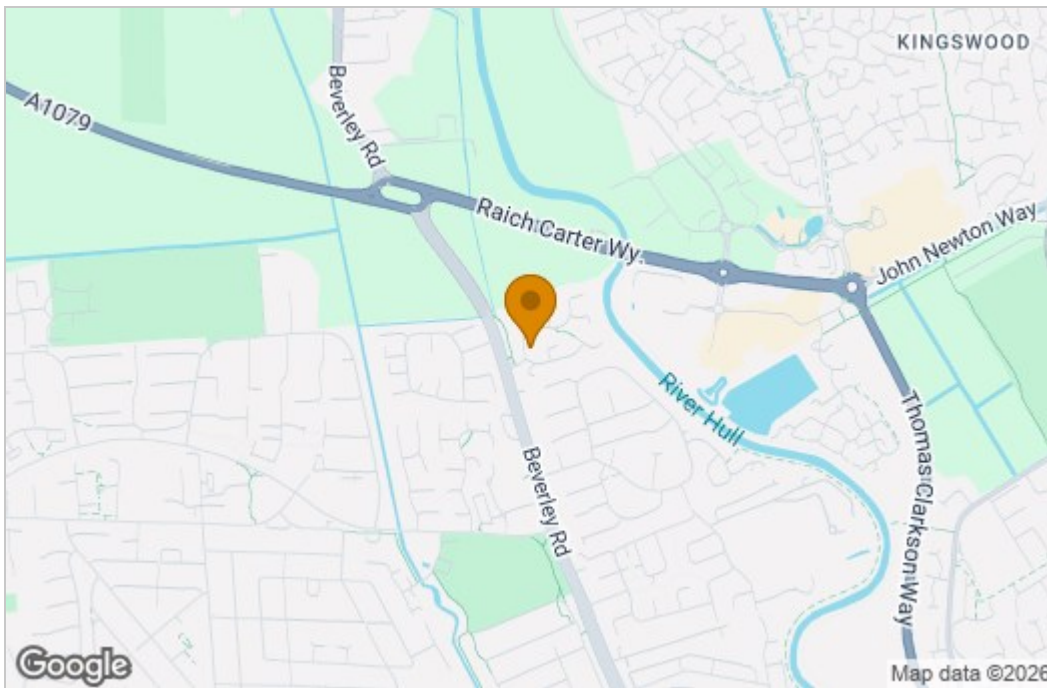 KINGSWOOD
A1079
Beverley Rd
Raich Carter Wy.
John Newton Way
River Hull
Thomas Clarkson Way
Beverley Rd
Google
Map data ©2026